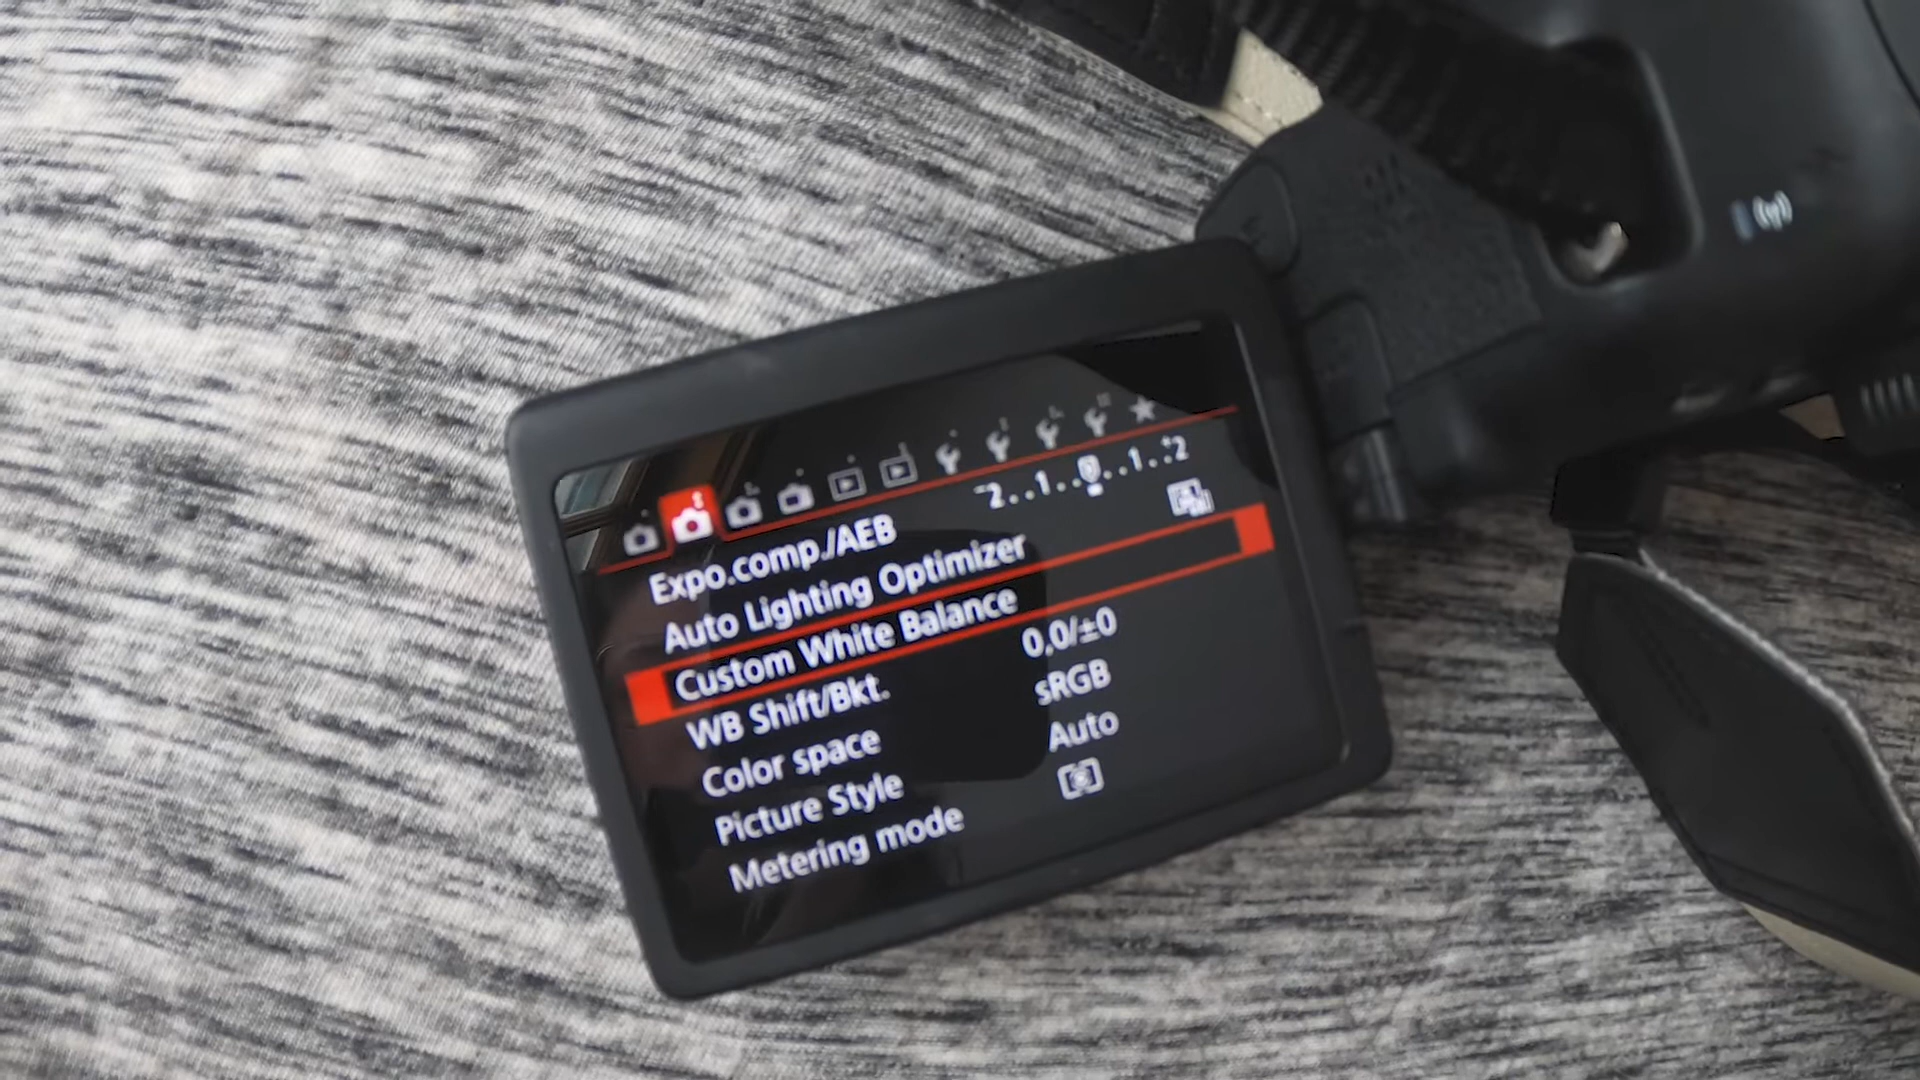 Expo.comp./AEB -2..1..0..1..+2
Auto Lighting Optimizer
Custom White Balance
WB Shift/Bkt. 0,0/±0
Color space sRGB
Picture Style Auto
Metering mode